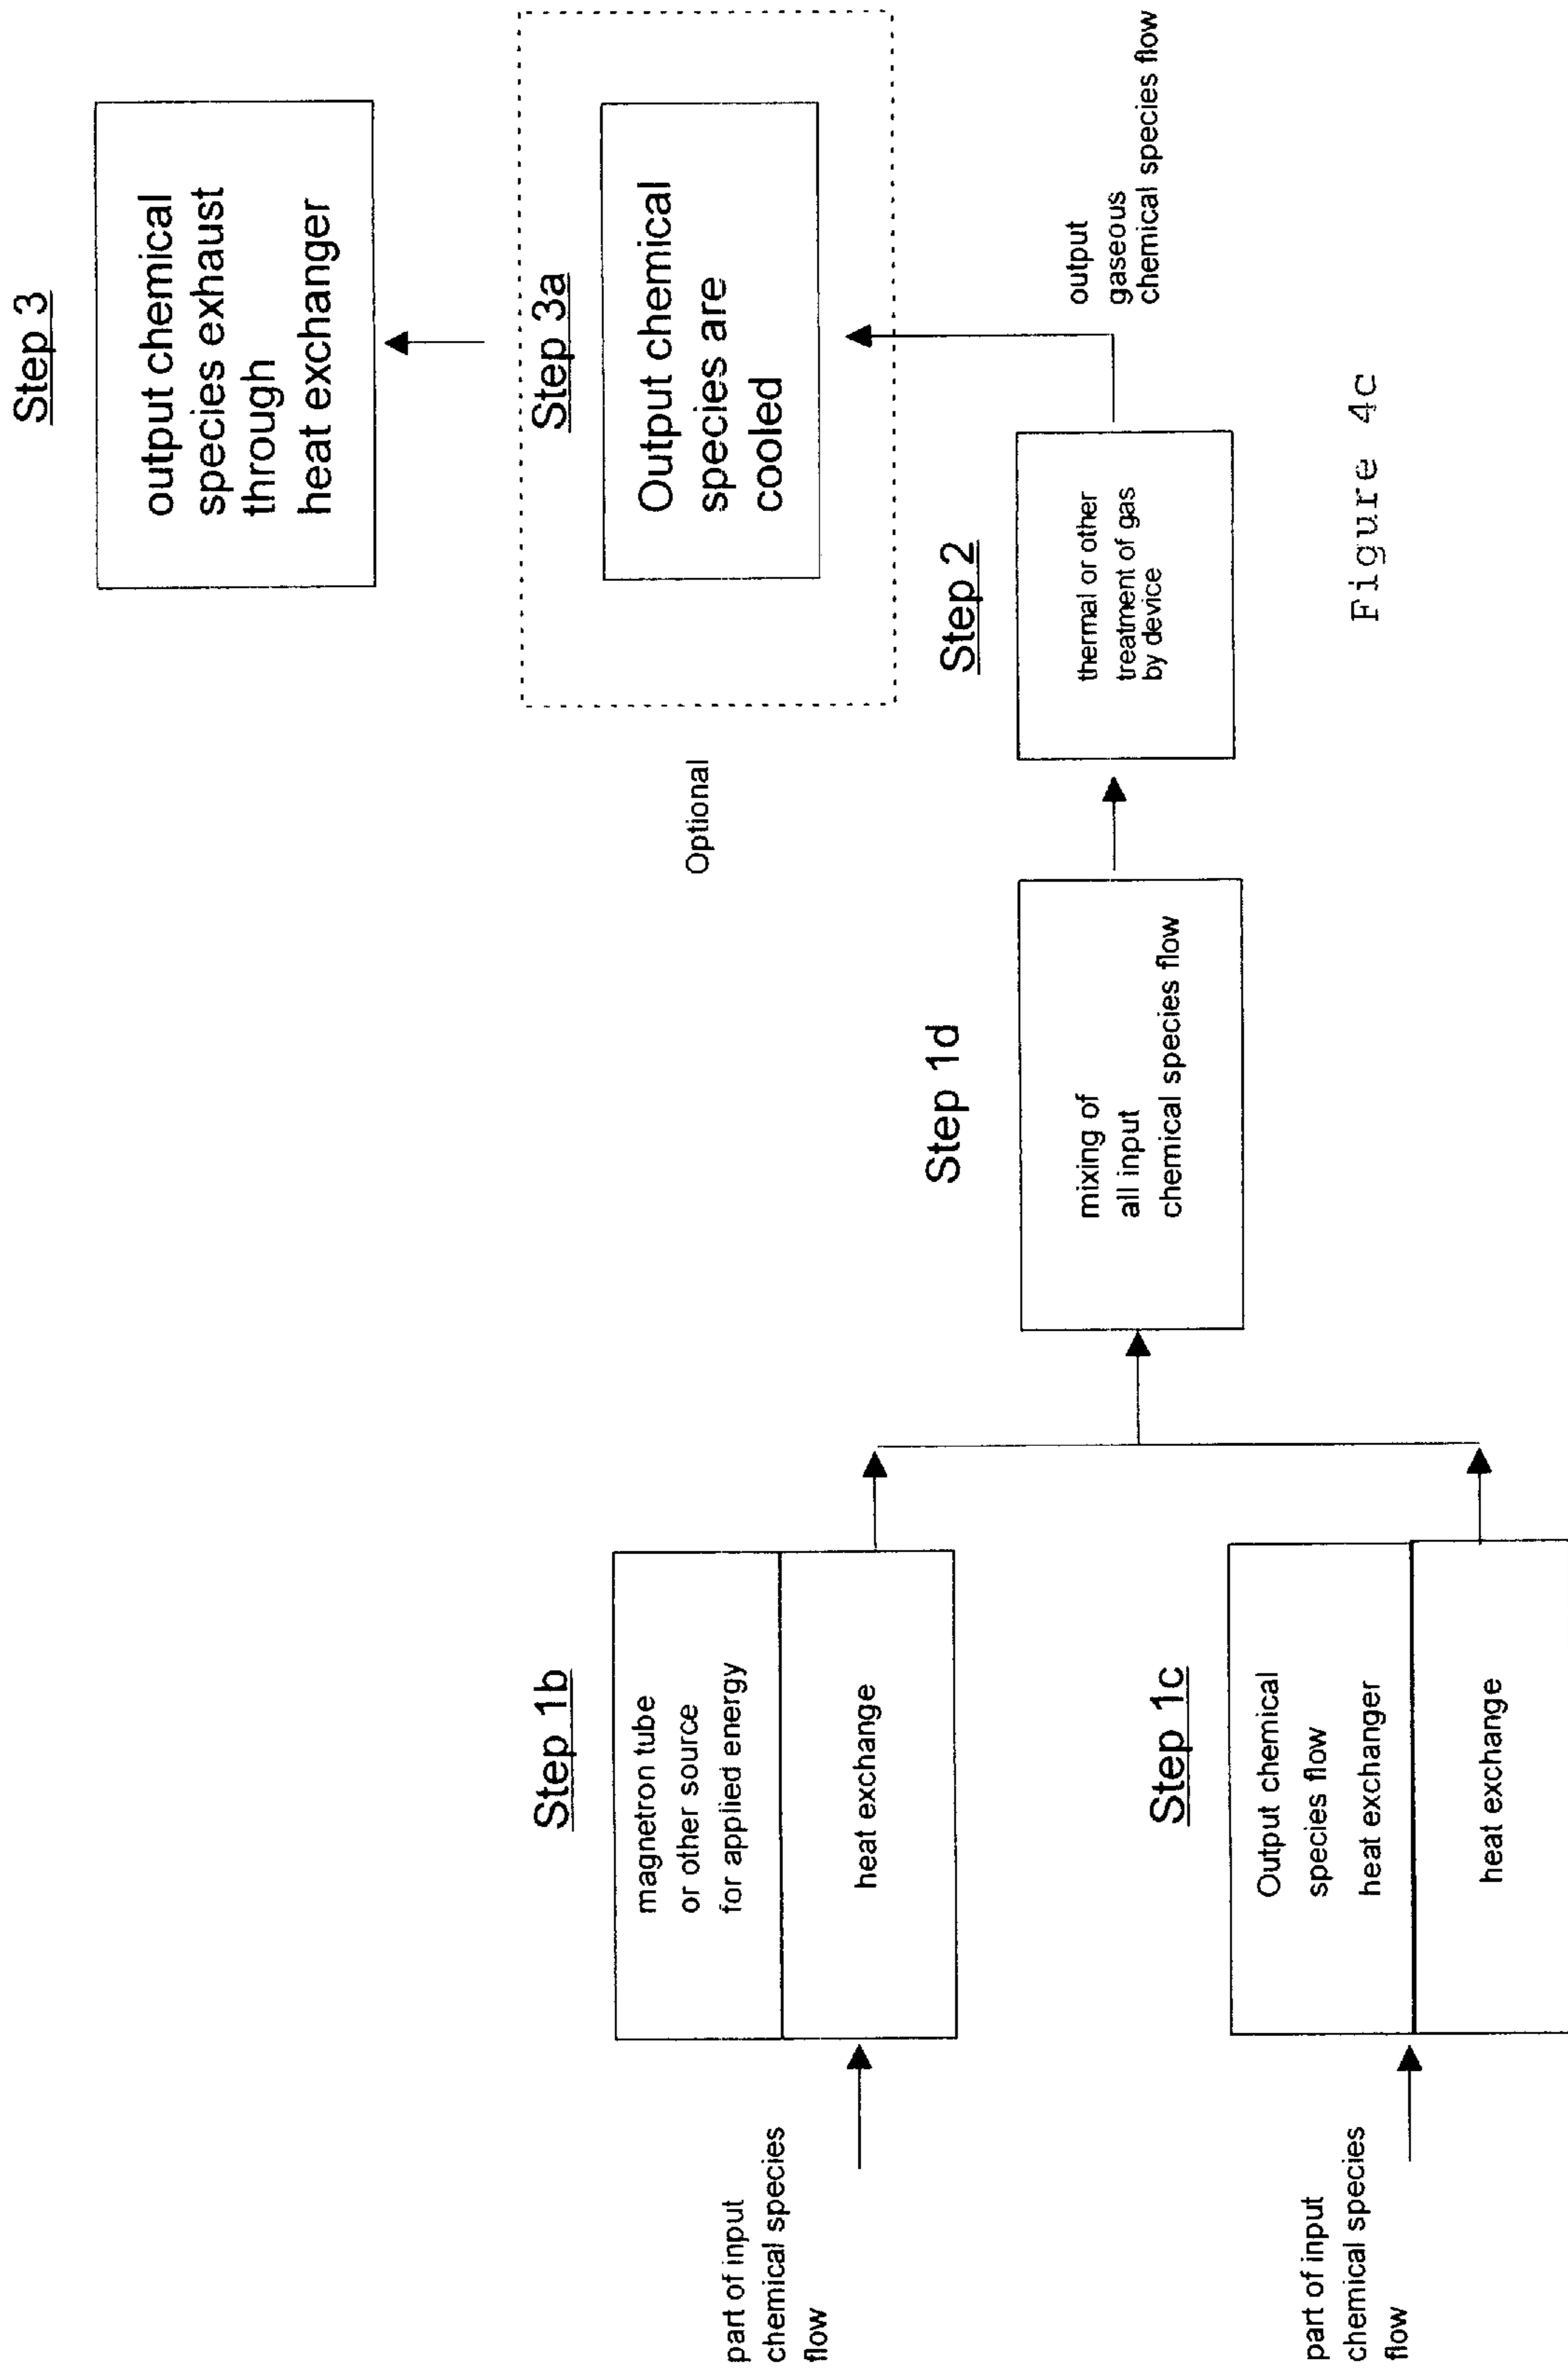 Step 1b
magnetron tube
or other source
for applied energy
heat exchange
part of input
chemical species
flow
Step 1c
Output chemical
species flow
heat exchanger
heat exchange
part of input
chemical species
flow
Step 1d
mixing of
all input
chemical species flow
Step 2
thermal or other
treatment of gas
by device
output
gaseous
chemical species flow
Optional
Step 3a
Output chemical
species are
cooled
Step 3
output chemical
species exhaust
through
heat exchanger
Figure 4c